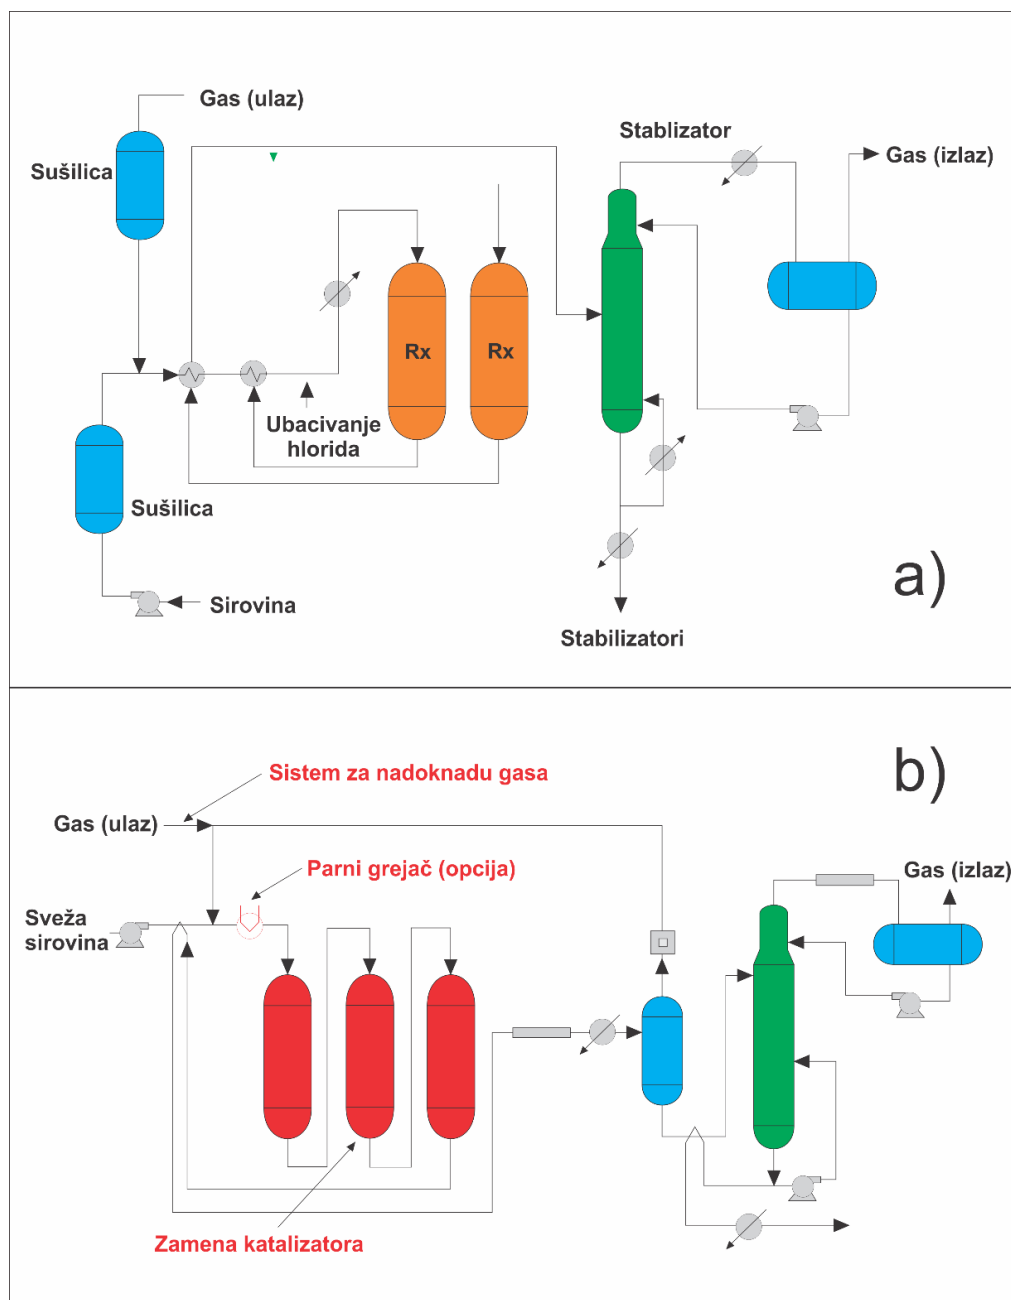 Gas (ulaz)
Sušilica
Stablizator
Gas (izlaz)
Rx
Rx
Ubacivanje
hlorida
Sušilica
Sirovina
Stabilizatori
a)
b)
Sistem za nadoknadu gasa
Gas (ulaz)
Parni grejač (opcija)
Gas (izlaz)
Sveža
sirovina
Zamena katalizatora